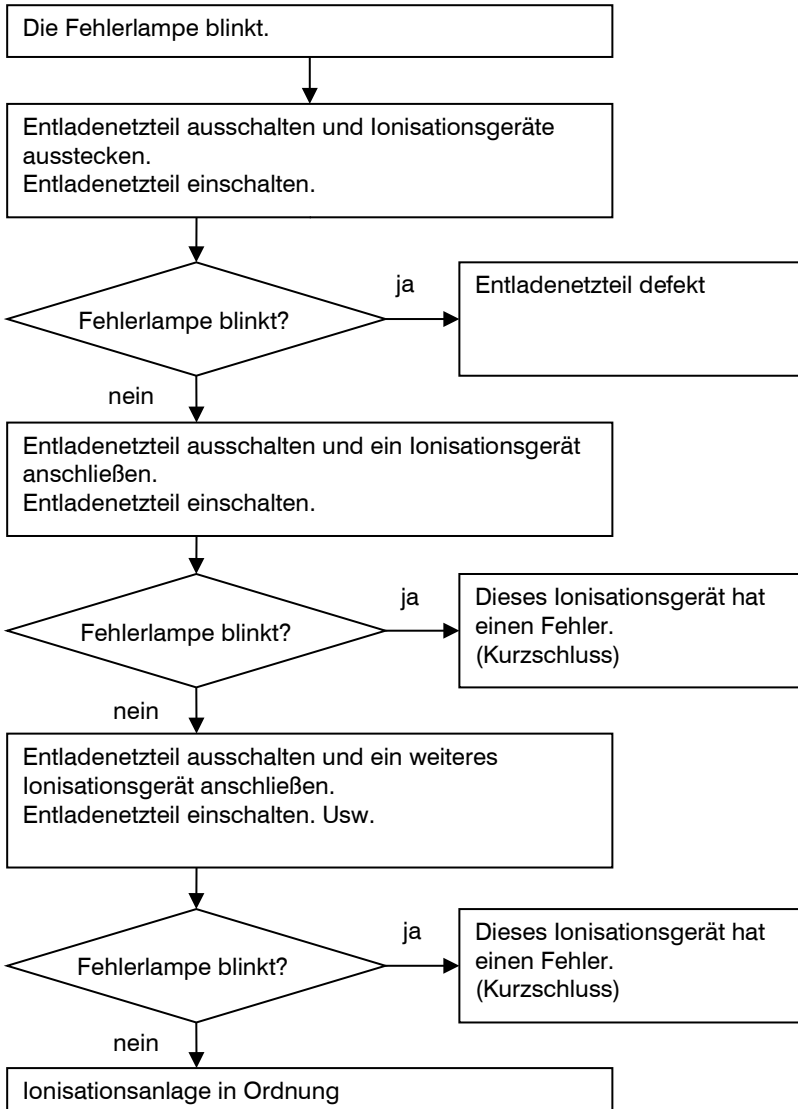 Die Fehlerlampe blinkt.
Entladenetzteil ausschalten und Ionisationsgeräte
ausstecken.
Entladenetzteil einschalten.
Fehlerlampe blinkt?
ja
Entladenetzteil defekt
nein
Entladenetzteil ausschalten und ein Ionisationsgerät
anschließen.
Entladenetzteil einschalten.
Fehlerlampe blinkt?
ja
Dieses Ionisationsgerät hat
einen Fehler.
(Kurzschluss)
nein
Entladenetzteil ausschalten und ein weiteres
Ionisationsgerät anschließen.
Entladenetzteil einschalten. Usw.
Fehlerlampe blinkt?
ja
Dieses Ionisationsgerät hat
einen Fehler.
(Kurzschluss)
nein
Ionisationsanlage in Ordnung